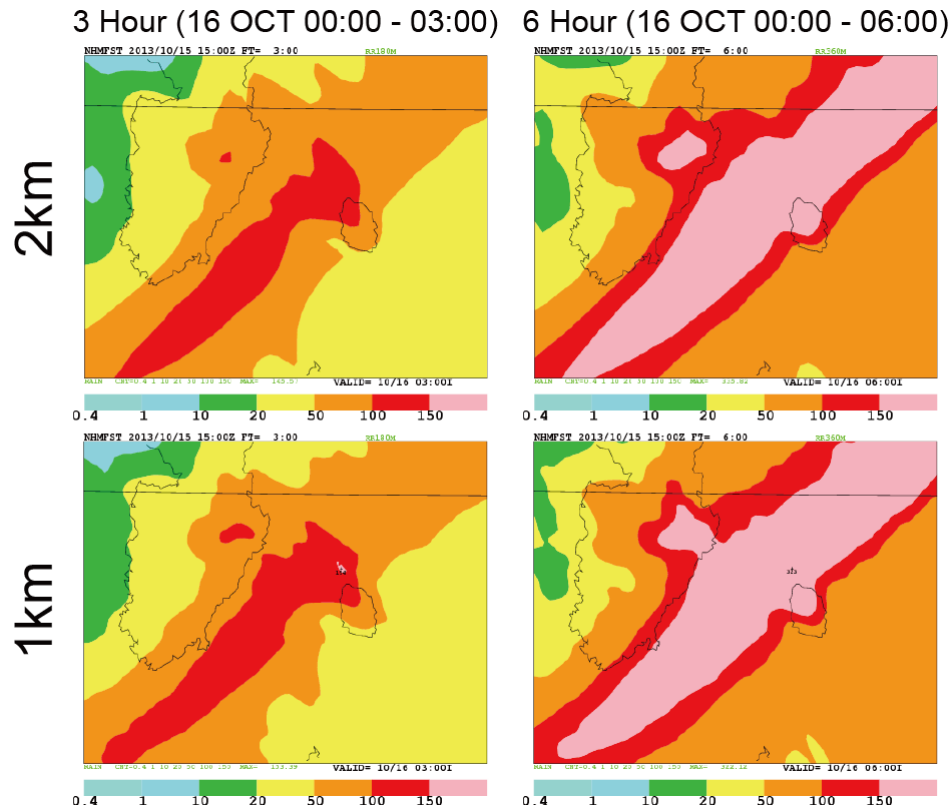 3 Hour (16 OCT 00:00 - 03:00)
6 Hour (16 OCT 00:00 - 06:00)
2km
NHMFST 2013/10/15 15:00Z FT= 3:00
RR180M
VALID= 10/16 03:00I
0.4 1 10 20 50 100 150
NHMFST 2013/10/15 15:00Z FT= 6:00
RR360M
VALID= 10/16 06:00I
0.4 1 10 20 50 100 150
1km
NHMFST 2013/10/15 15:00Z FT= 3:00
RR180M
VALID= 10/16 03:00I
0.4 1 10 20 50 100 150
NHMFST 2013/10/15 15:00Z FT= 6:00
RR360M
VALID= 10/16 06:00I
0.4 1 10 20 50 100 150